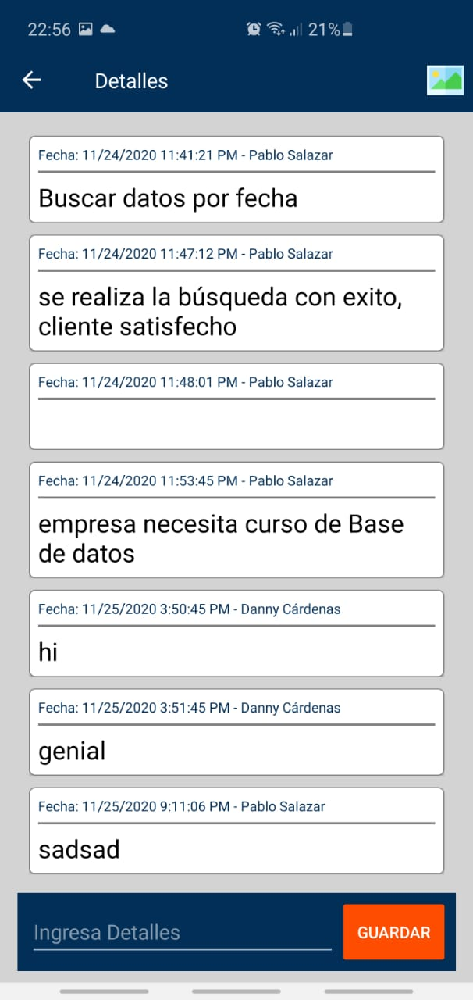 22:56
21%
Detalles
Fecha: 11/24/2020 11:41:21 PM - Pablo Salazar
Buscar datos por fecha
Fecha: 11/24/2020 11:47:12 PM - Pablo Salazar
se realiza la búsqueda con exito,
cliente satisfecho
Fecha: 11/24/2020 11:48:01 PM - Pablo Salazar
Fecha: 11/24/2020 11:53:45 PM - Pablo Salazar
empresa necesita curso de Base
de datos
Fecha: 11/25/2020 3:50:45 PM - Danny Cárdenas
hi
Fecha: 11/25/2020 3:51:45 PM - Danny Cárdenas
genial
Fecha: 11/25/2020 9:11:06 PM - Pablo Salazar
sadsad
Ingresa Detalles
GUARDAR